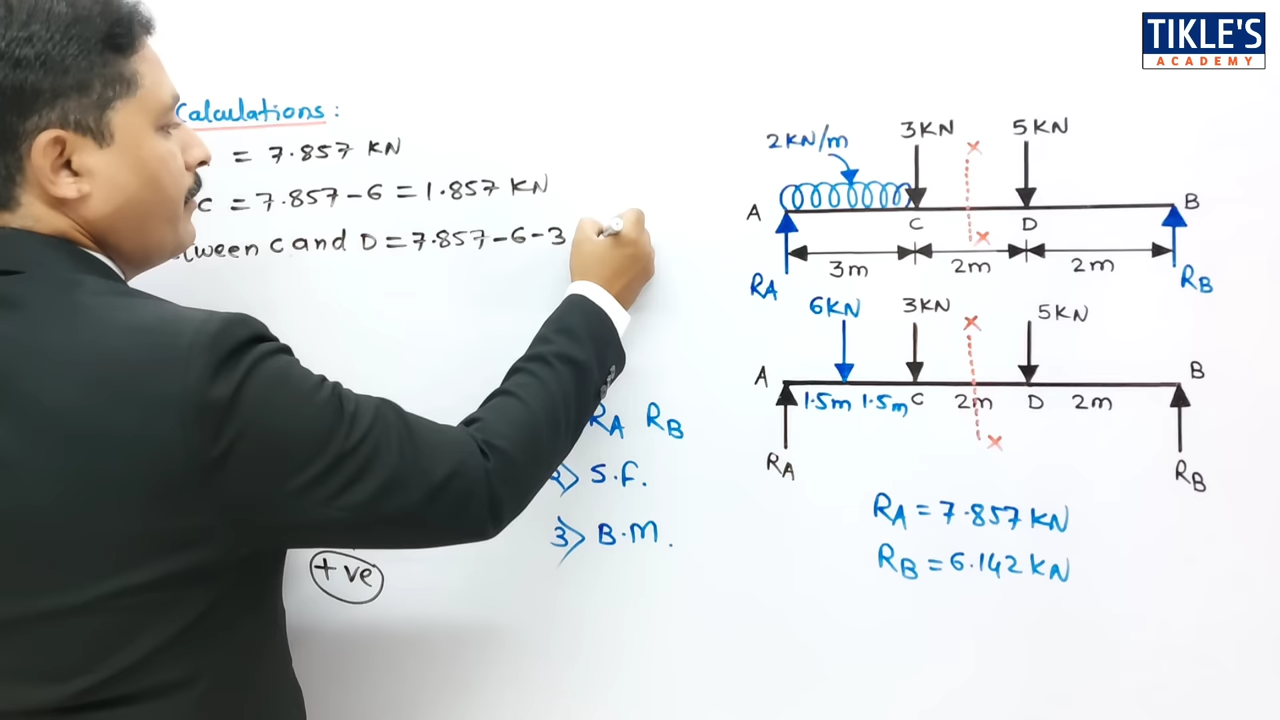 TIKLE'S
ACADEMY
Calculations :
= 7.857 KN
C = 7.857-6 = 1.857 KN
C and D = 7.857-6-3
RA RB
S.F.
3> B.M.
+ve
2KN/m
3KN
5KN
A
C
D
B
3m
2m
2m
RA
RB
6KN
3KN
5KN
A
1.5m
1.5m
C
2m
D
2m
B
RA
RB
RA = 7.857 KN
RB = 6.142 KN